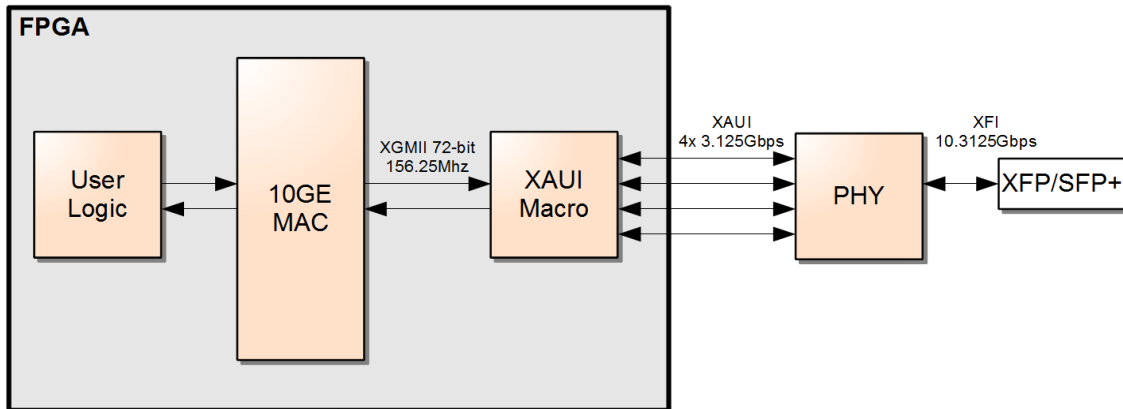 FPGA
User
Logic
10GE
MAC
XGMII 72-bit
156.25Mhz
XAUI
Macro
XAUI
4x 3.125Gbps
PHY
XFI
10.3125Gbps
XFP/SFP+